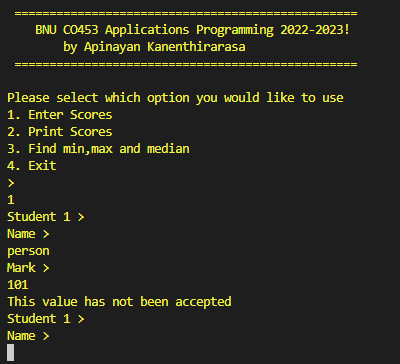 =================================================
BNU CO453 Applications Programming 2022-2023!
by Apinayan Kanenthirarasa
=================================================
Please select which option you would like to use
1. Enter Scores
2. Print Scores
3. Find min,max and median
4. Exit
>
1
Student 1 >
Name >
person
Mark >
101
This value has not been accepted
Student 1 >
Name >